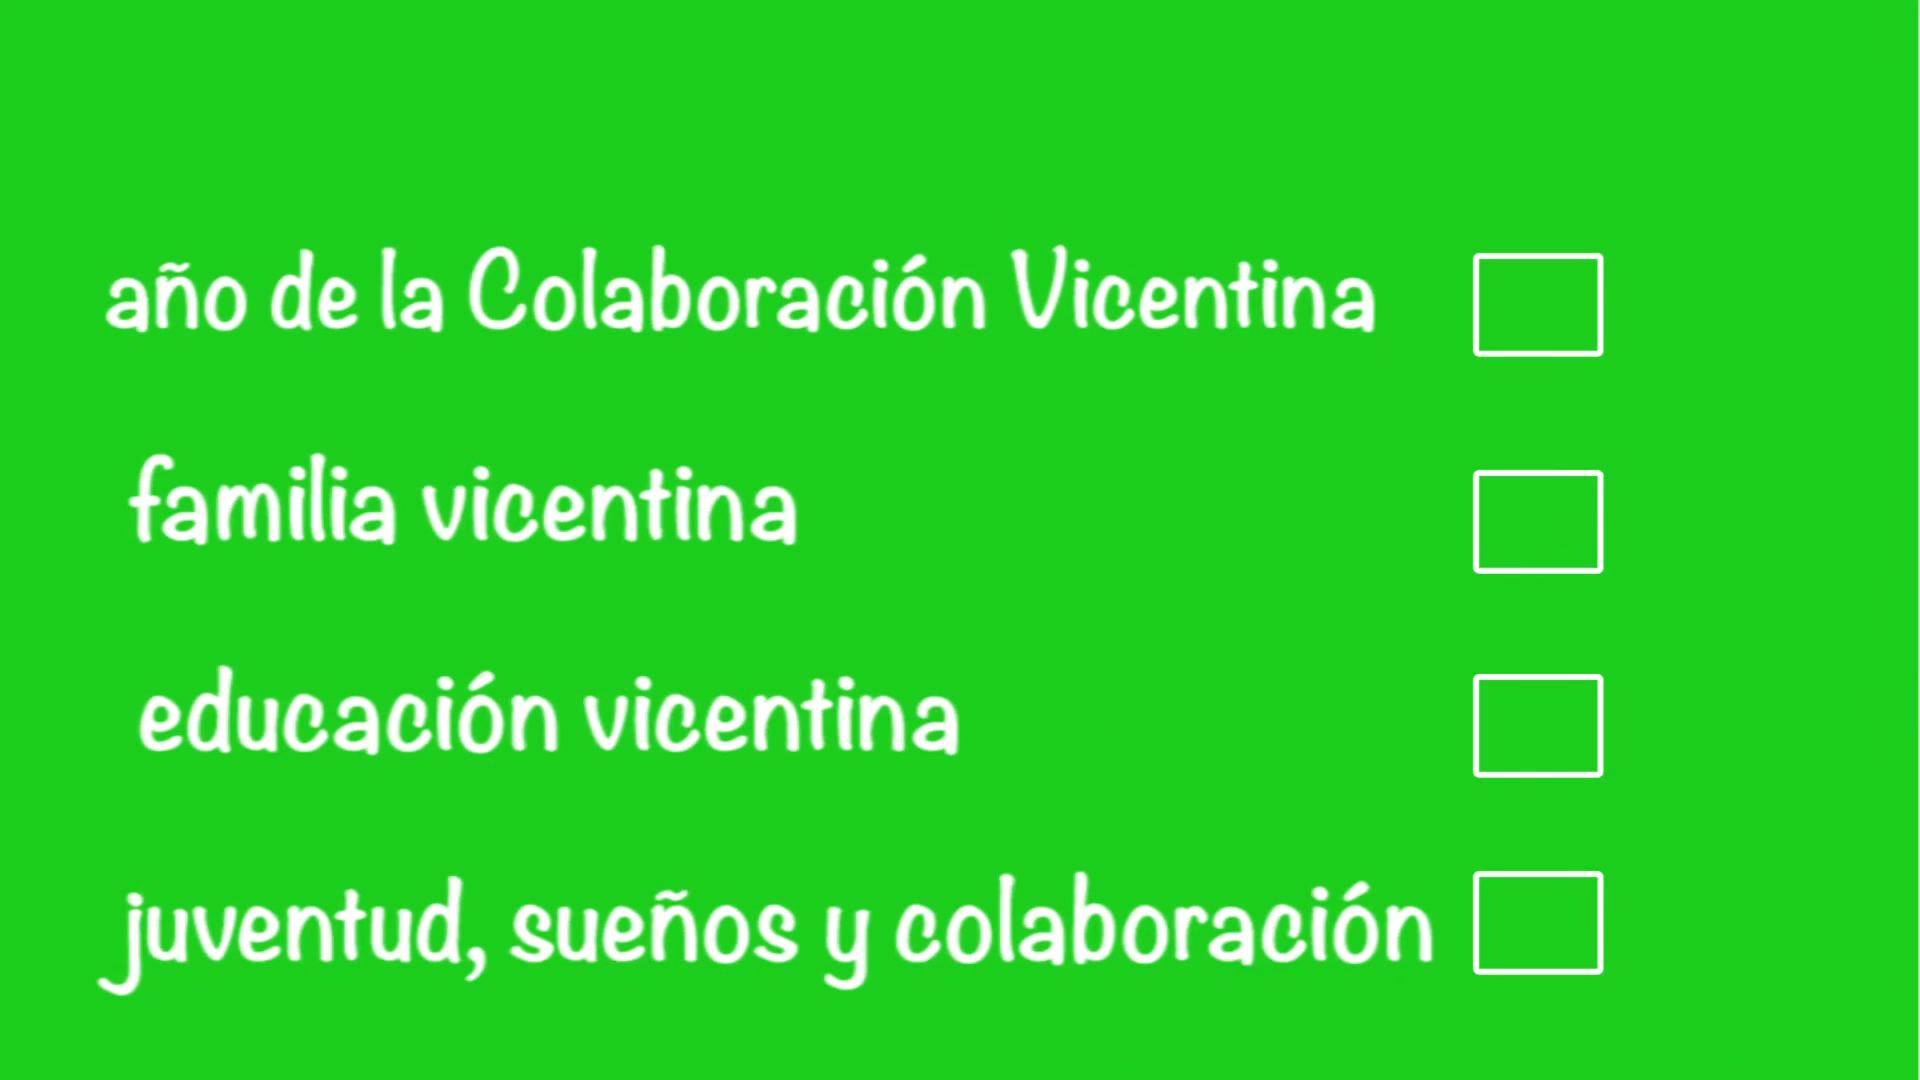 año de la Colaboración Vicentina
familia vicentina
educación vicentina
juventud, sueños y colaboración